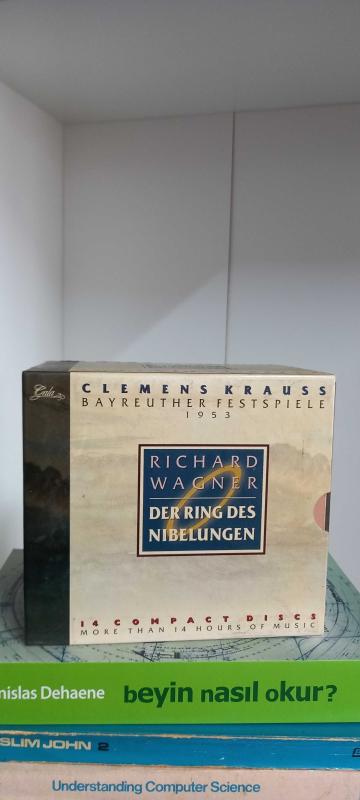 Gala
CLEMENS KRAUSS
BAYREUTHER FESTSPIELE
1953
RICHARD
WAGNER
DER RING DES
NIBELUNGEN
14 COMPACT DISCS
MORE THAN 14 HOURS OF MUSIC
nislas Dehaene beyin nasıl okur?
SLIM JOHN 2
Understanding Computer Science